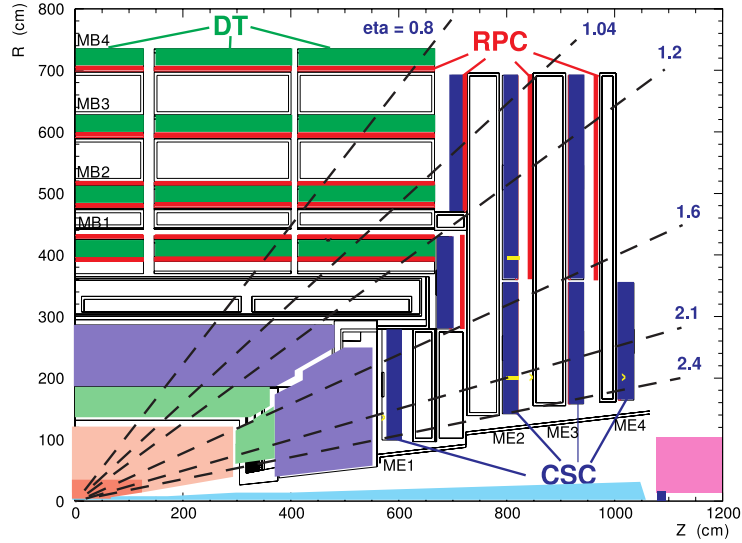 R (cm)
800
700
600
500
400
300
200
100
0
MB4
DT
eta = 0.8
RPC
1.04
1.2
MB3
MB2
MB1
1.6
2.1
2.4
ME1
ME2
ME3
ME4
CSC
0
200
400
600
800
1000
1200
Z (cm)